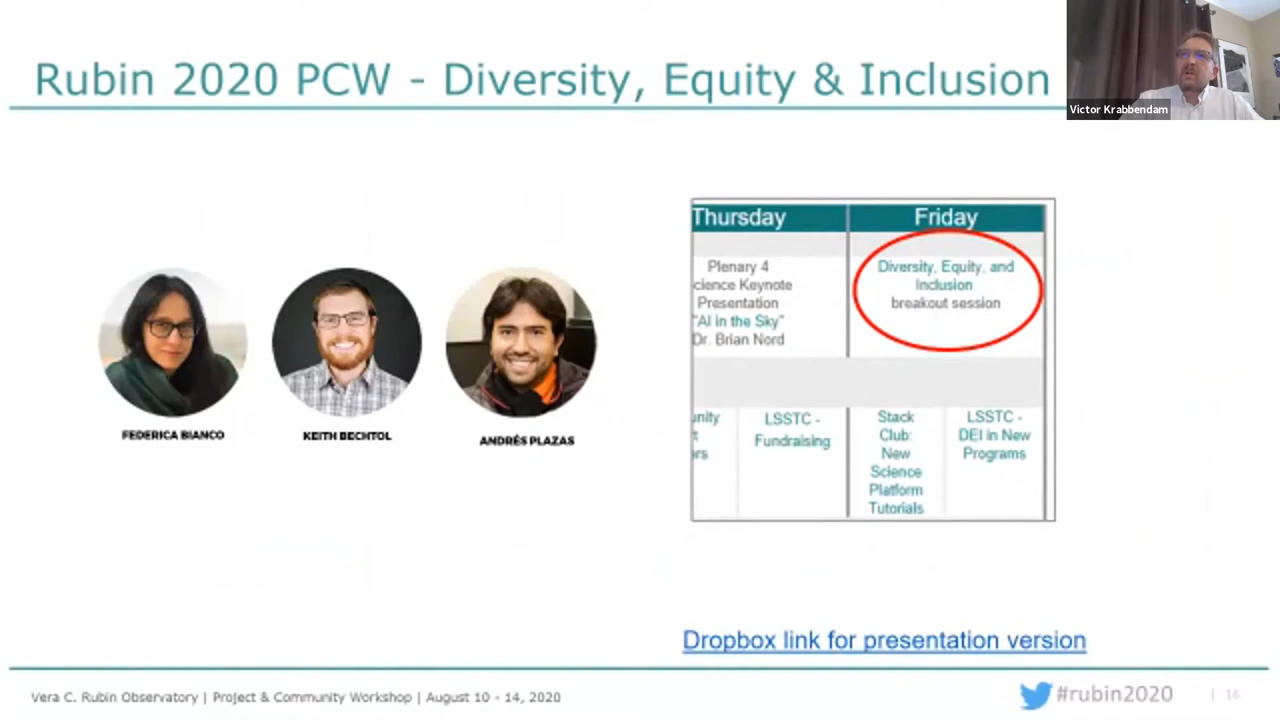 Rubin 2020 PCW - Diversity, Equity & Inclusion
Victor Krabbendam
FEDERICA BIANCO
KEITH BECHTOL
ANDRÉS PLAZAS
Thursday
Friday
Plenary 4
cience Keynote
Presentation
"AI in the Sky"
Dr. Brian Nord
Diversity, Equity, and
Inclusion
breakout session
unity
t
rs
LSSTC -
Fundraising
Stack
Club:
New
Science
Platform
Tutorials
LSSTC -
DEI in New
Programs
Dropbox link for presentation version
Vera C. Rubin Observatory | Project & Community Workshop | August 10 - 14, 2020
#rubin2020
| 16